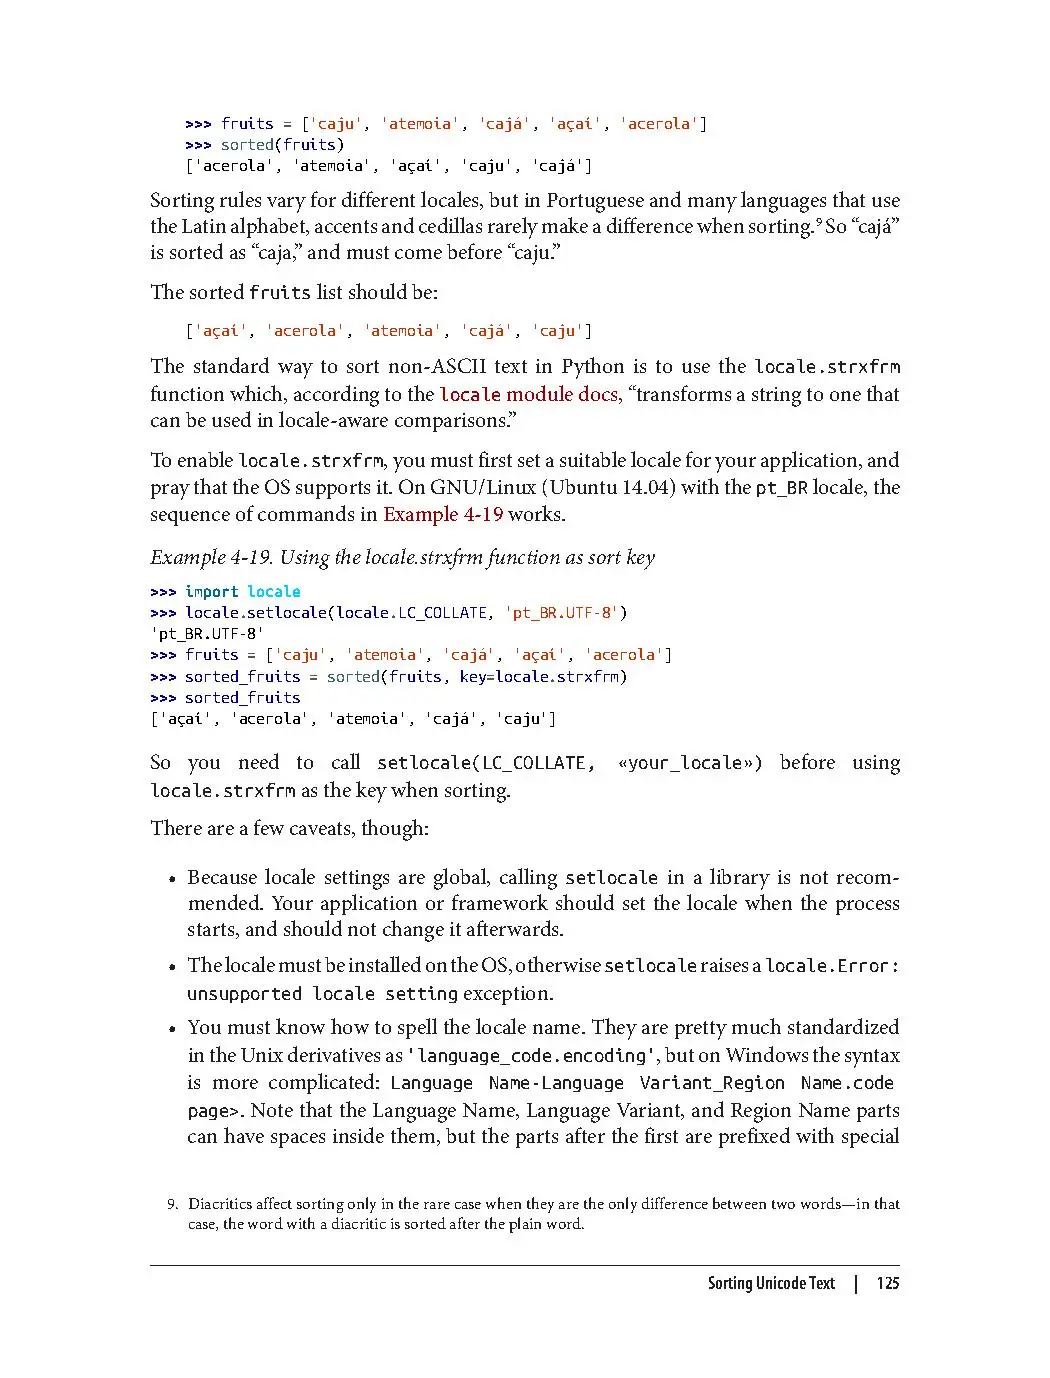 >>> fruits = ['caju', 'atemoia', 'cajá', 'açaí', 'acerola']
>>> sorted(fruits)
['acerola', 'atemoia', 'açaí', 'caju', 'cajá']
Sorting rules vary for different locales, but in Portuguese and many languages that use
the Latin alphabet, accents and cedillas rarely make a difference when sorting.⁹ So “cajá”
is sorted as “caja,” and must come before “caju.”
The sorted fruits list should be:
['açaí', 'acerola', 'atemoia', 'cajá', 'caju']
The standard way to sort non-ASCII text in Python is to use the locale.strxfrm
function which, according to the locale module docs, “transforms a string to one that
can be used in locale-aware comparisons.”
To enable locale.strxfrm, you must first set a suitable locale for your application, and
pray that the OS supports it. On GNU/Linux (Ubuntu 14.04) with the pt_BR locale, the
sequence of commands in Example 4-19 works.
Example 4-19. Using the locale.strxfrm function as sort key
>>> import locale
>>> locale.setlocale(locale.LC_COLLATE, 'pt_BR.UTF-8')
'pt_BR.UTF-8'
>>> fruits = ['caju', 'atemoia', 'cajá', 'açaí', 'acerola']
>>> sorted_fruits = sorted(fruits, key=locale.strxfrm)
>>> sorted_fruits
['açaí', 'acerola', 'atemoia', 'cajá', 'caju']
So you need to call setlocale(LC_COLLATE, «your_locale») before using
locale.strxfrm as the key when sorting.
There are a few caveats, though:
• Because locale settings are global, calling setlocale in a library is not recom-
mended. Your application or framework should set the locale when the process
starts, and should not change it afterwards.
• The locale must be installed on the OS, otherwise setlocale raises a locale.Error:
unsupported locale setting exception.
• You must know how to spell the locale name. They are pretty much standardized
in the Unix derivatives as 'language_code.encoding', but on Windows the syntax
is more complicated: Language Name-Language Variant_Region Name.code
page>. Note that the Language Name, Language Variant, and Region Name parts
can have spaces inside them, but the parts after the first are prefixed with special
9. Diacritics affect sorting only in the rare case when they are the only difference between two words—in that
case, the word with a diacritic is sorted after the plain word.
Sorting Unicode Text | 125